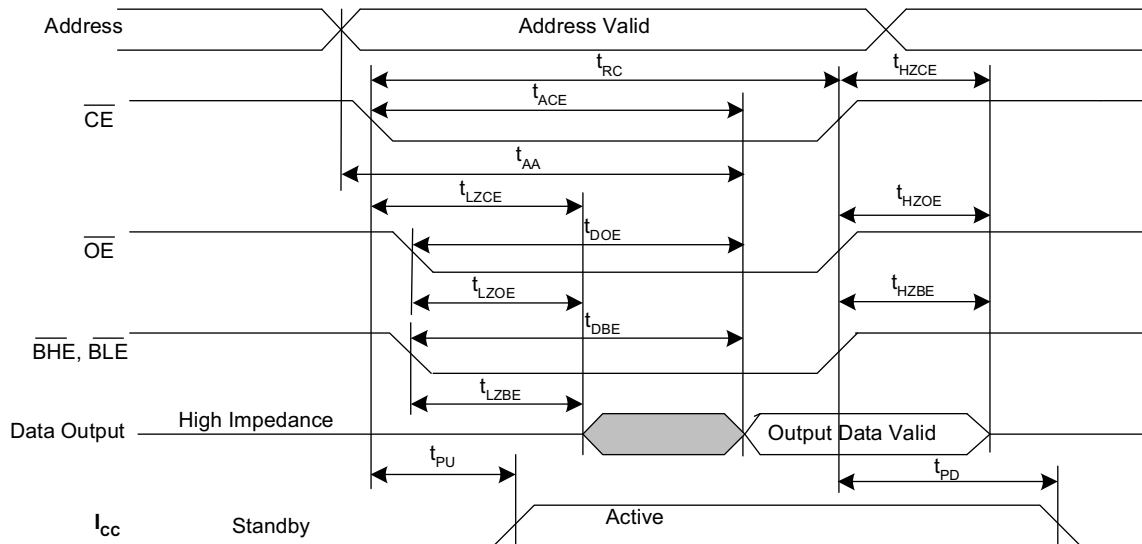 Address Address Valid
tRC tHZCE
tACE
CE
tAA
tLZCE tHZOE
OE tDOE
tLZOE tHZBE
tDBE
BHE, BLE
tLZBE
Data Output High Impedance Output Data Valid
tPU tPD
ICC Standby Active